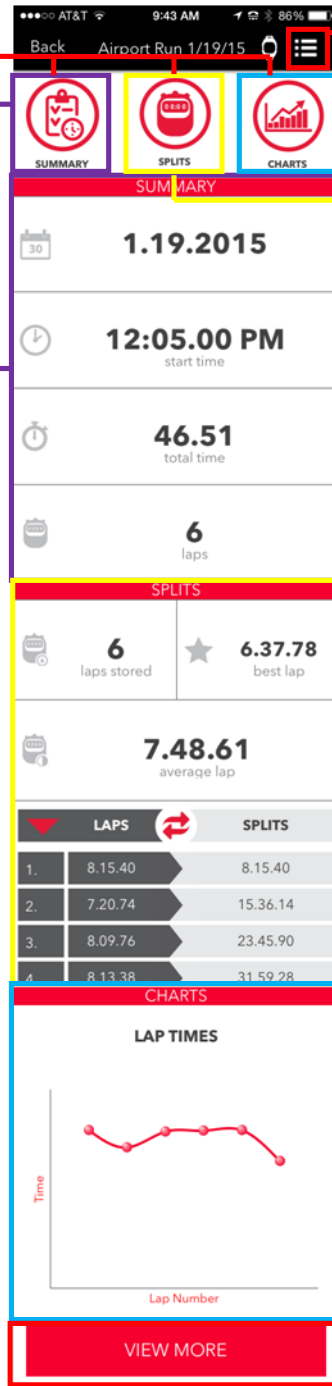 AT&T 9:43 AM 86%
Back Airport Run 1/19/15
SUMMARY SPLITS CHARTS
SUMMARY
30 1.19.2015
12:05.00 PM
start time
46.51
total time
6
laps
SPLITS
6 6.37.78
laps stored best lap
7.48.61
average lap
LAPS SPLITS
1. 8.15.40 8.15.40
2. 7.20.74 15.36.14
3. 8.09.76 23.45.90
4. 8.13.38 31.59.28
CHARTS
LAP TIMES
Time
Lap Number
VIEW MORE